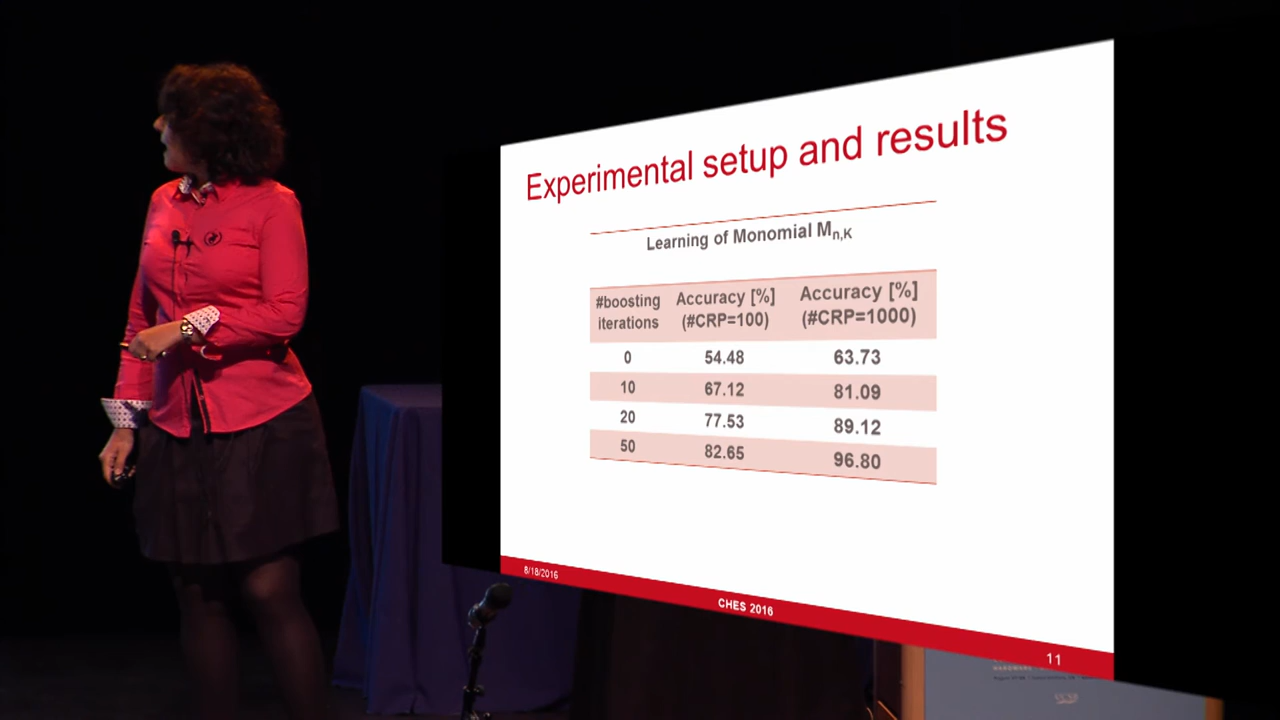 Experimental setup and results
Learning of Monomial Mn,K
#boosting iterations Accuracy [%] (#CRP=100) Accuracy [%] (#CRP=1000)
0 54.48 63.73
10 67.12 81.09
20 77.53 89.12
50 82.65 96.80
8/18/2016
CHES 2016
11